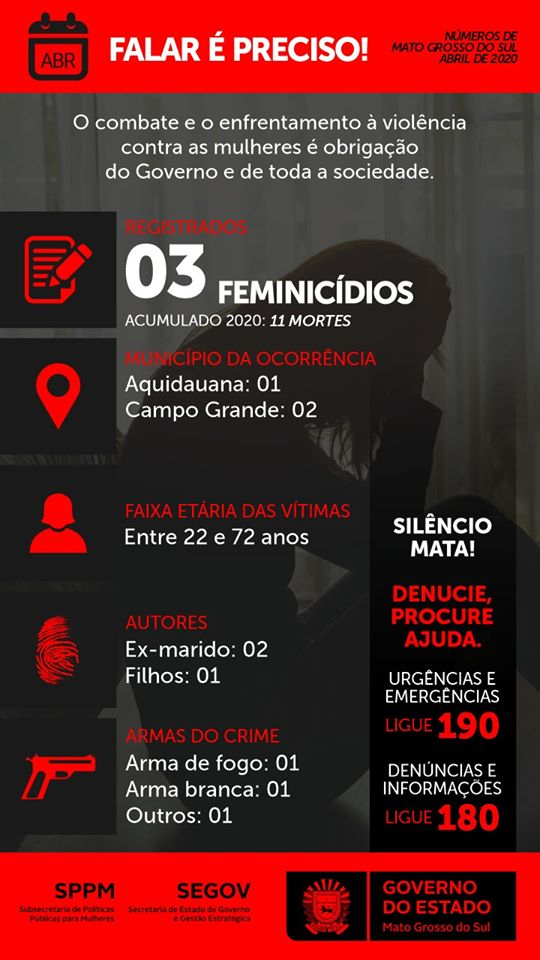 ABR
FALAR É PRECISO!
NÚMEROS DE
MATO GROSSO DO SUL
ABRIL DE 2020
O combate e o enfrentamento à violência
contra as mulheres é obrigação
do Governo e de toda a sociedade.
REGISTRADOS
03 FEMINICÍDIOS
ACUMULADO 2020: 11 MORTES
MUNICÍPIO DA OCORRÊNCIA
Aquidauana: 01
Campo Grande: 02
FAIXA ETÁRIA DAS VÍTIMAS
Entre 22 e 72 anos
AUTORES
Ex-marido: 02
Filhos: 01
ARMAS DO CRIME
Arma de fogo: 01
Arma branca: 01
Outros: 01
SILÊNCIO
MATA!
DENUCIE,
PROCURE
AJUDA.
URGÊNCIAS E
EMERGÊNCIAS
LIGUE 190
DENÚNCIAS E
INFORMAÇÕES
LIGUE 180
SPPM
Subsecretaria de Políticas
Públicas para Mulheres
SEGOV
Secretaria de Estado de Governo
e Gestão Estratégica
GOVERNO
DO ESTADO
Mato Grosso do Sul